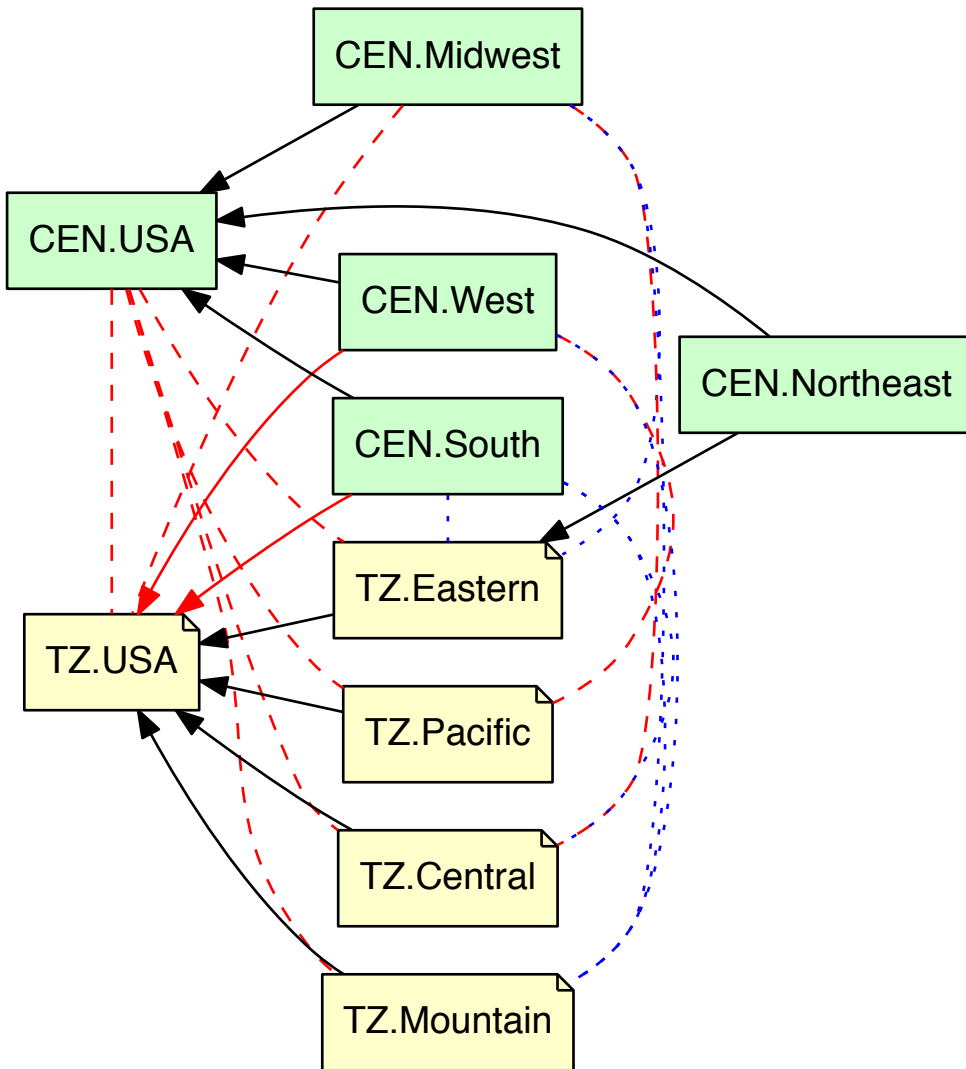 CEN.Midwest
CEN.USA
CEN.West
CEN.Northeast
CEN.South
TZ.Eastern
TZ.USA
TZ.Pacific
TZ.Central
TZ.Mountain